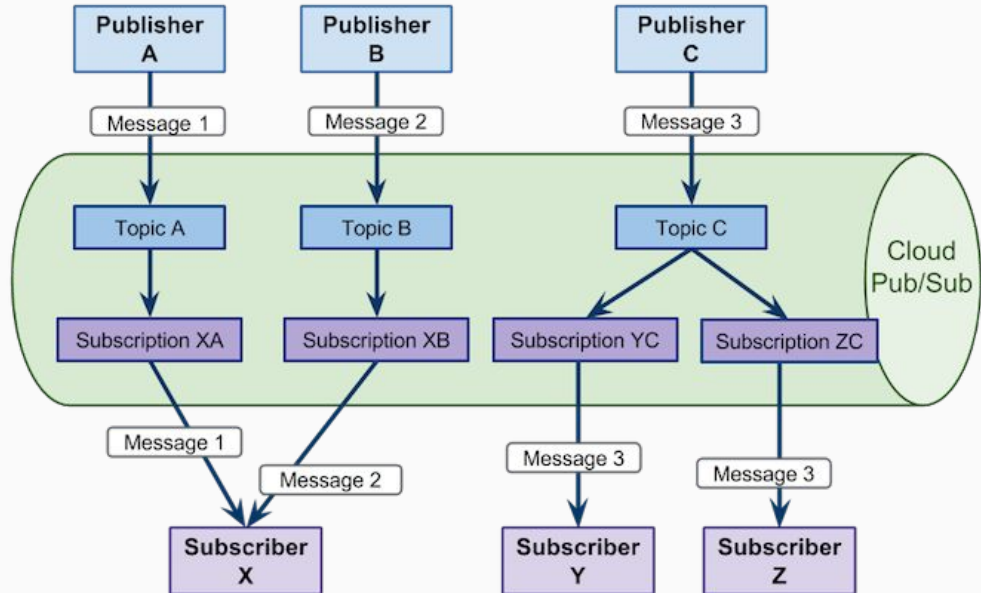 Publisher
A
Publisher
B
Publisher
C
Message 1
Message 2
Message 3
Topic A
Topic B
Topic C
Cloud
Pub/Sub
Subscription XA
Subscription XB
Subscription YC
Subscription ZC
Message 1
Message 2
Message 3
Message 3
Subscriber
X
Subscriber
Y
Subscriber
Z